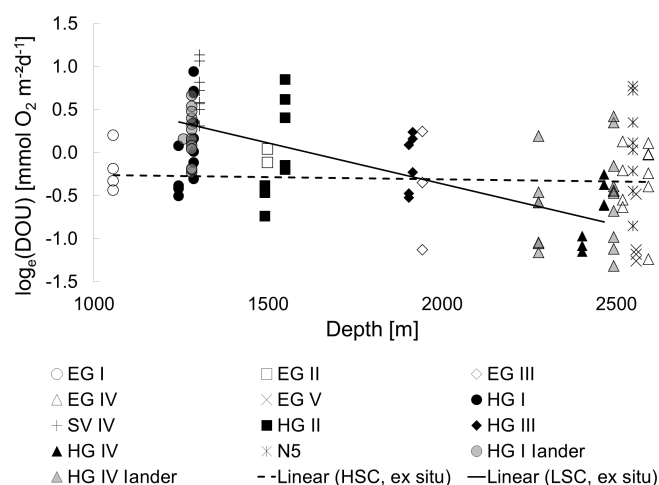 1.5
1.0
0.5
0.0
-0.5
-1.0
-1.5
logₑ(DOU) [mmol O₂ m⁻²d⁻¹]
1000 1500 2000 2500
Depth [m]
EG I EG II EG III
EG IV EG V HG I
SV IV HG II HG III
HG IV N5 HG I lander
HG IV lander Linear (HSC, ex situ) Linear (LSC, ex situ)